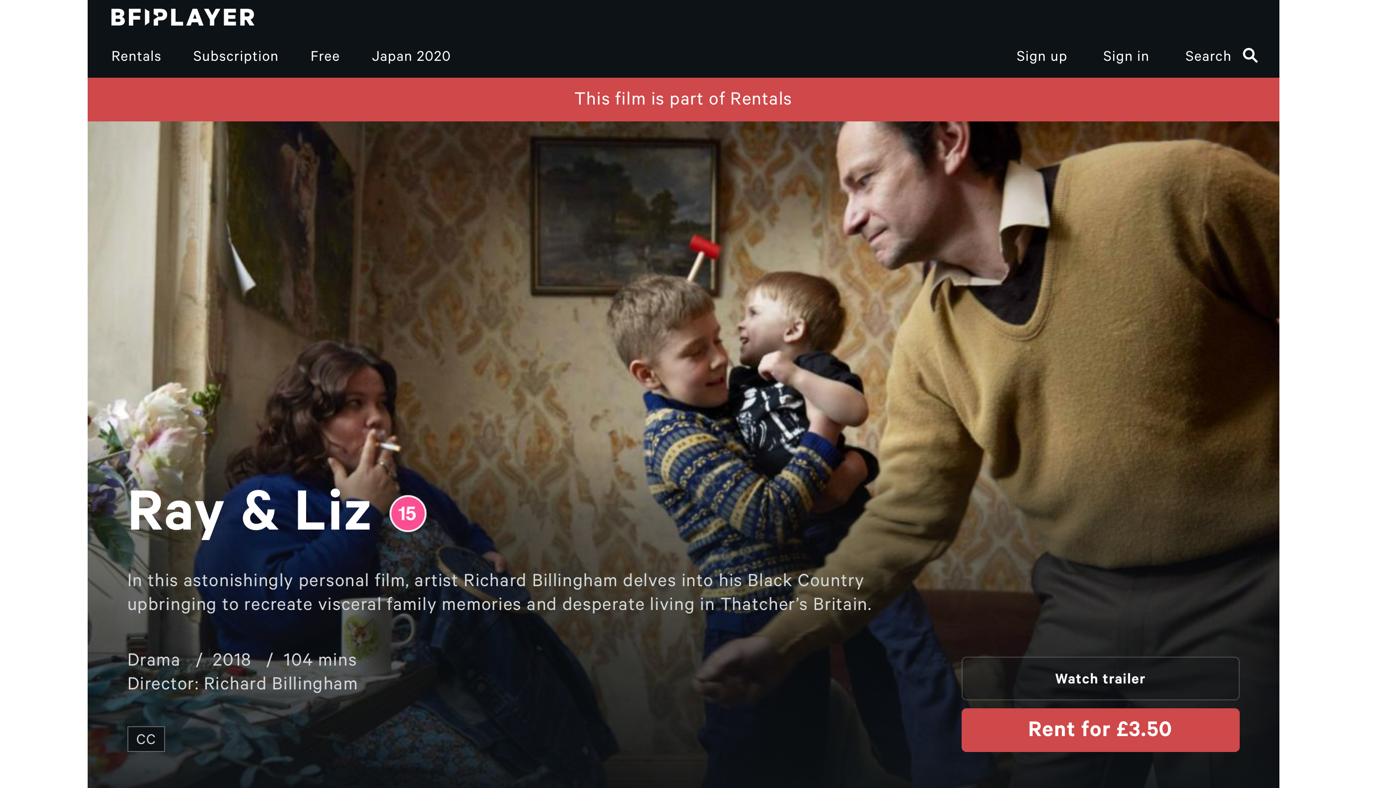 BFI PLAYER
Rentals Subscription Free Japan 2020 Sign up Sign in Search
This film is part of Rentals
Ray & Liz 15
In this astonishingly personal film, artist Richard Billingham delves into his Black Country
upbringing to recreate visceral family memories and desperate living in Thatcher’s Britain.
Drama / 2018 / 104 mins
Director: Richard Billingham
Watch trailer
Rent for £3.50
CC